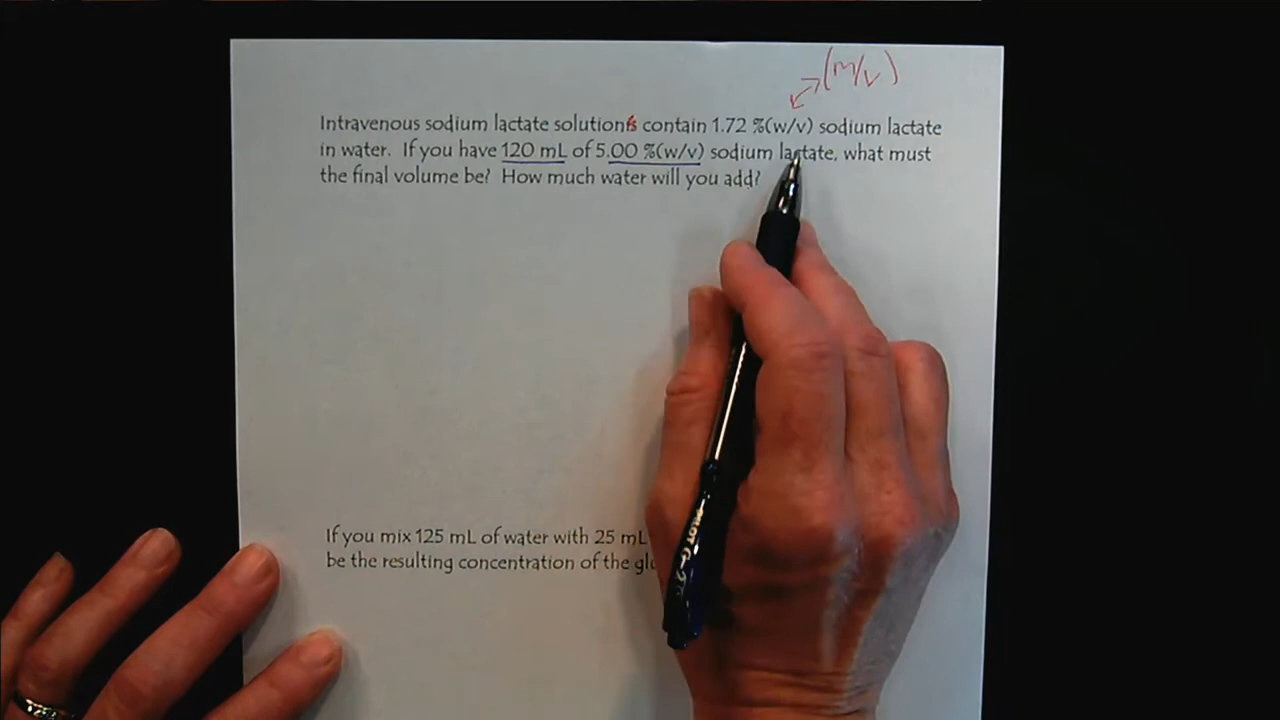 (m/v)
Intravenous sodium lactate solutions contain 1.72 %(w/v) sodium lactate
in water. If you have 120 mL of 5.00 %(w/v) sodium lactate, what must
the final volume be? How much water will you add?
If you mix 125 mL of water with 25 mL
be the resulting concentration of the
PILOT G-2